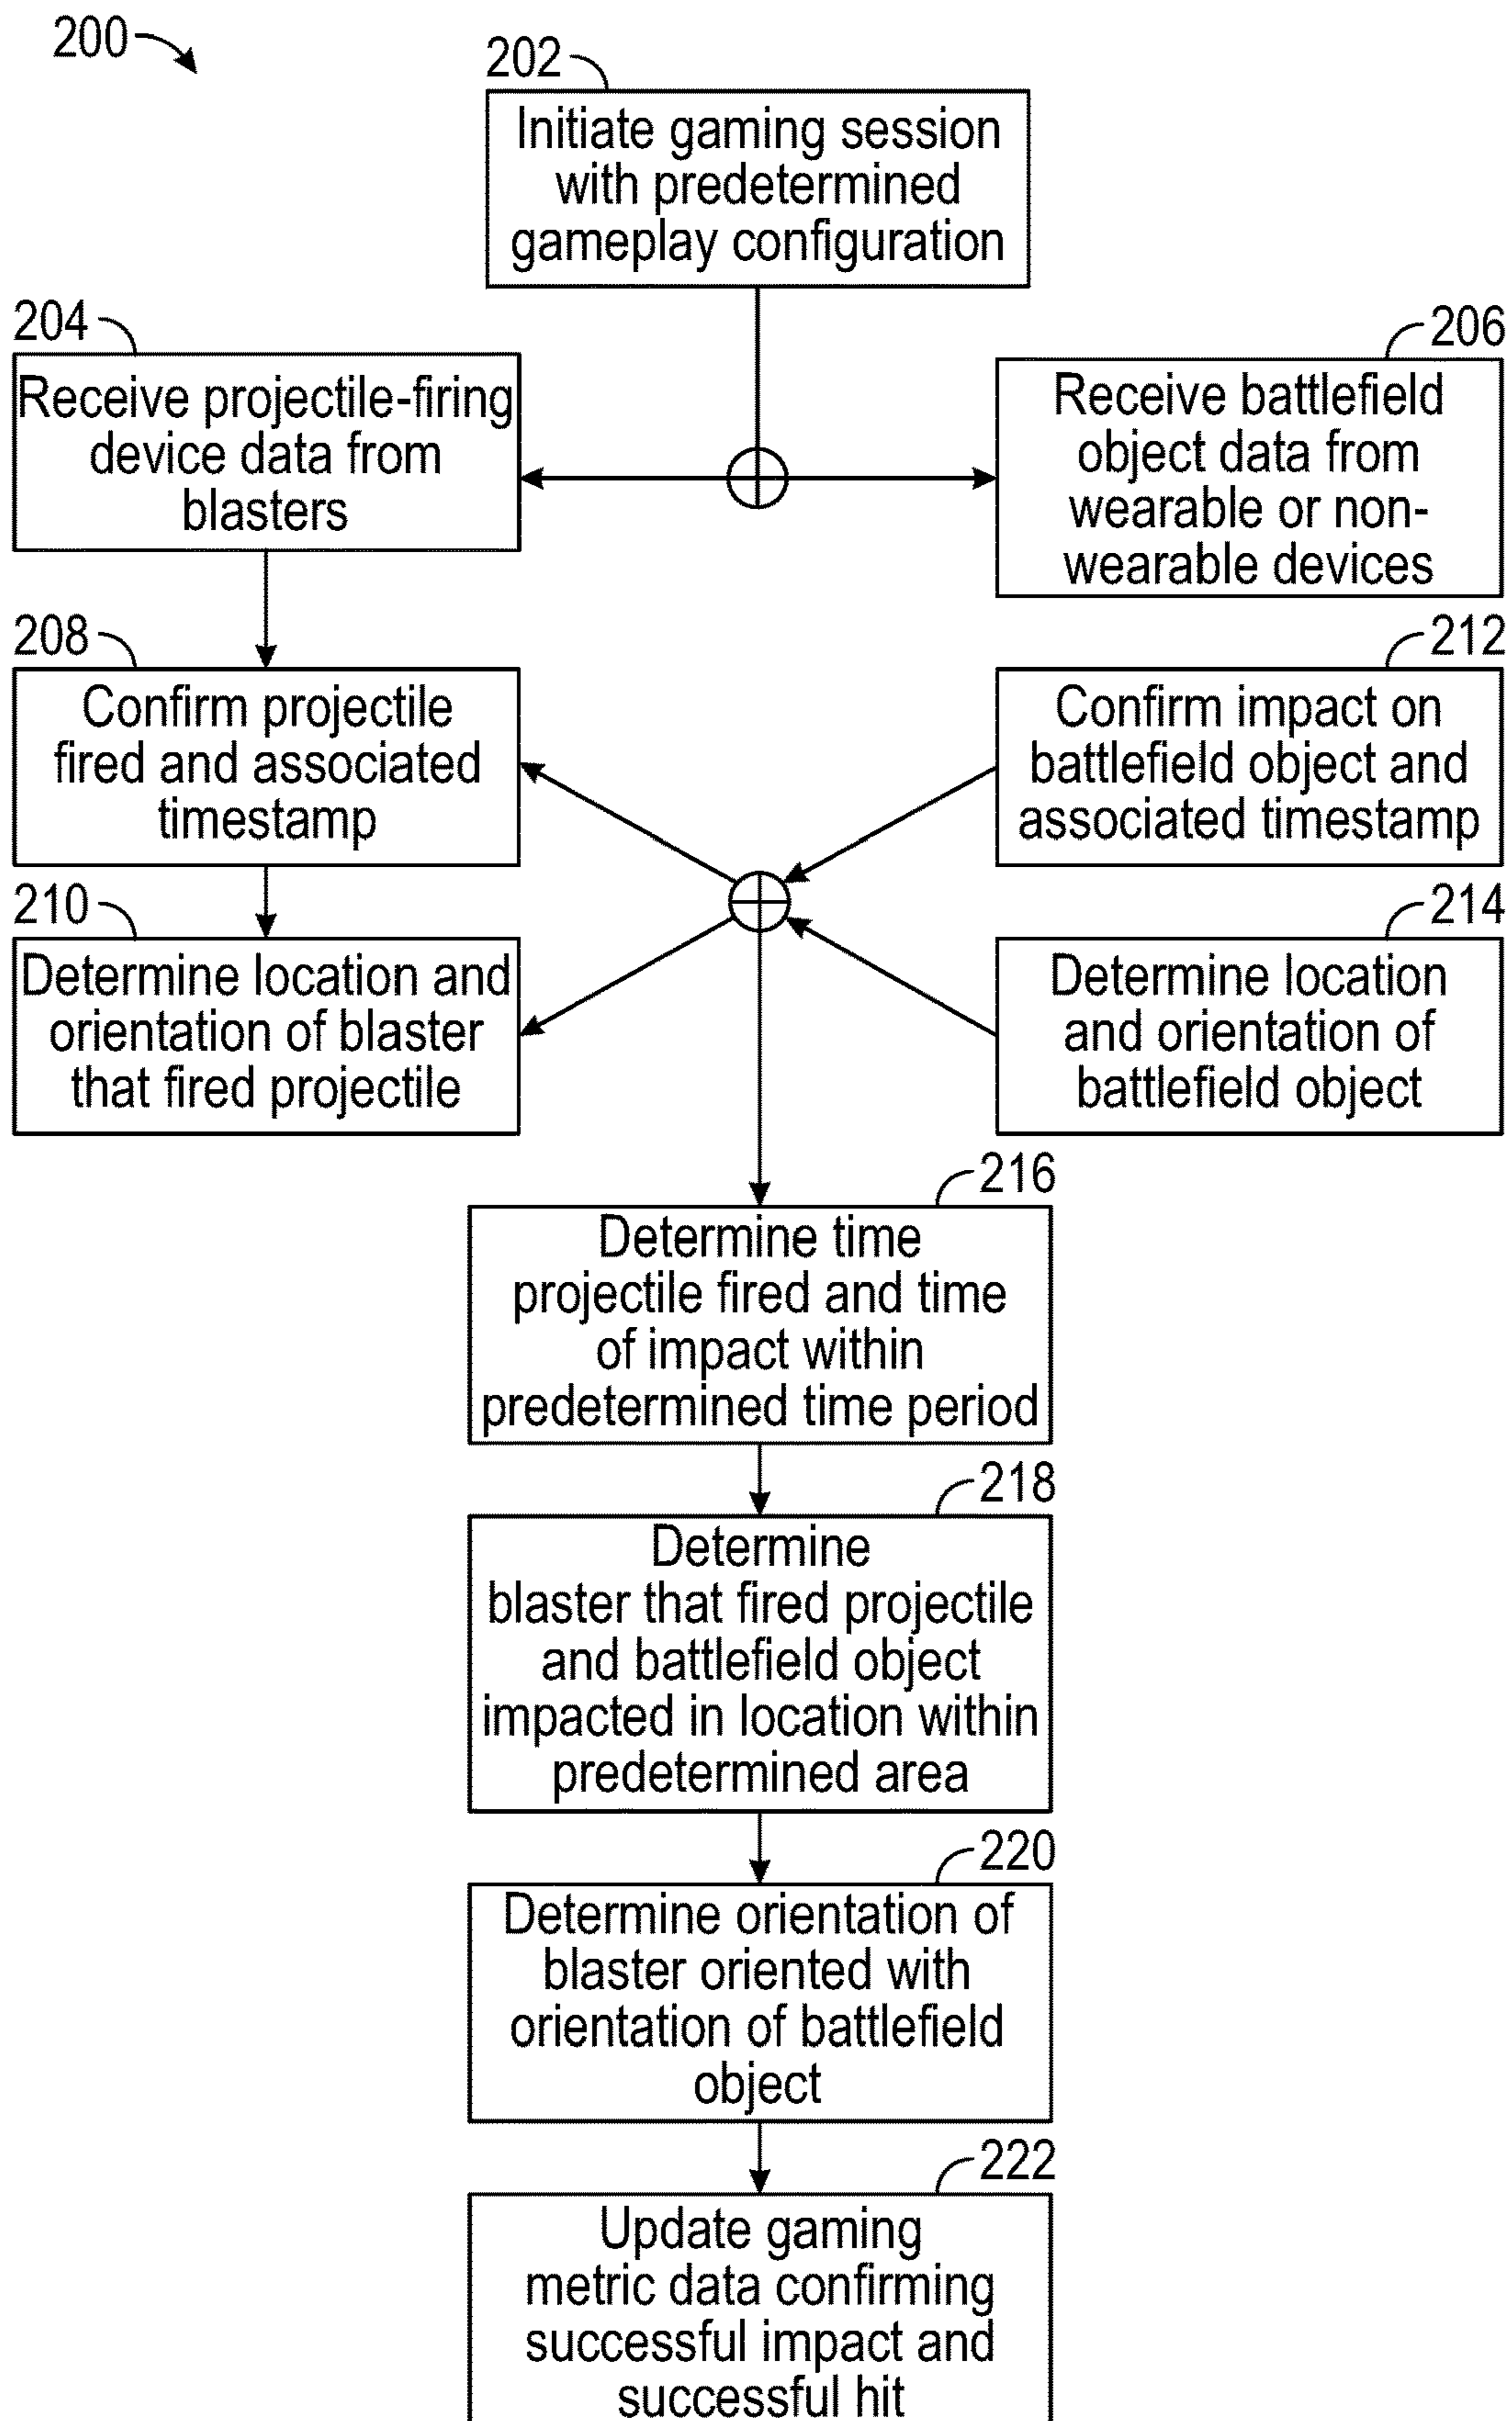 200
202
Initiate gaming session
with predetermined
gameplay configuration
204
Receive projectile-firing
device data from
blasters
206
Receive battlefield
object data from
wearable or non-
wearable devices
208
Confirm projectile
fired and associated
timestamp
212
Confirm impact on
battlefield object and
associated timestamp
210
Determine location and
orientation of blaster
that fired projectile
214
Determine location
and orientation of
battlefield object
216
Determine time
projectile fired and time
of impact within
predetermined time period
218
Determine
blaster that fired projectile
and battlefield object
impacted in location within
predetermined area
220
Determine orientation of
blaster oriented with
orientation of battlefield
object
222
Update gaming
metric data confirming
successful impact and
successful hit